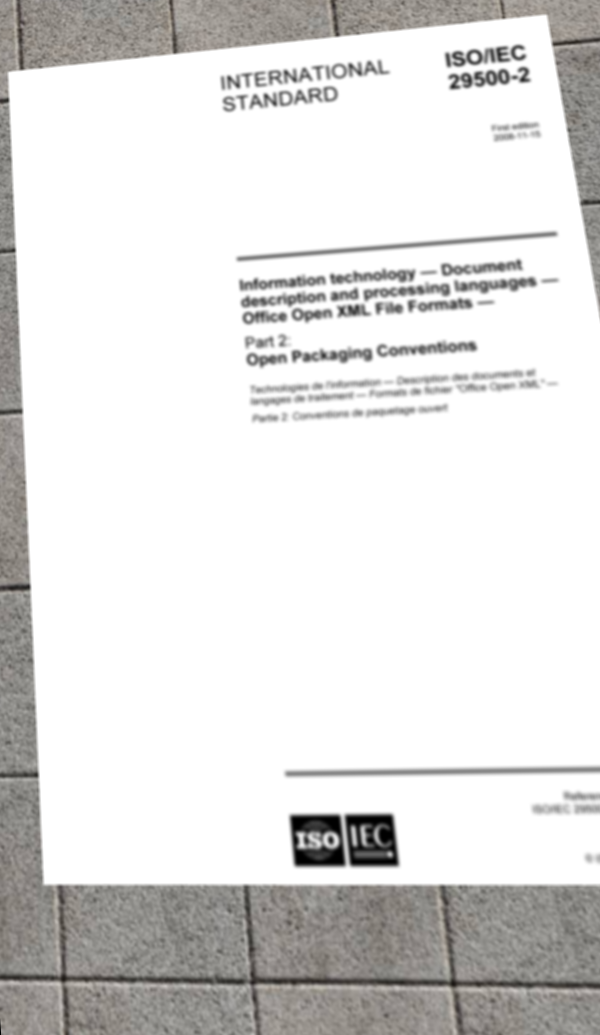 INTERNATIONAL
STANDARD
ISO/IEC
29500-2
First edition
2008-11-15
Information technology — Document
description and processing languages —
Office Open XML File Formats —
Part 2:
Open Packaging Conventions
Technologies de l'information — Description des documents et
langages de traitement — Formats de fichier "Office Open XML" —
Partie 2: Conventions de paquetage ouvert
ISO IEC
ISO/IEC
©